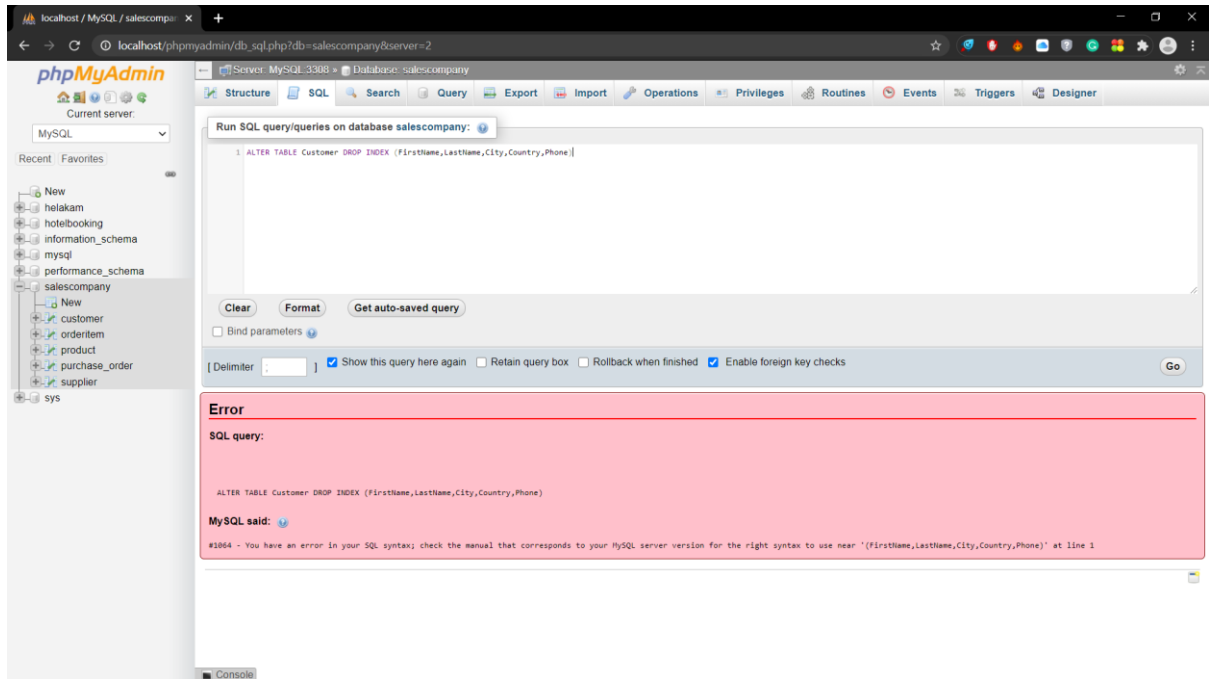 localhost / MySQL / salescompar
localhost/phpmyadmin/db_sql.php?db=salescompany&server=2
phpMyAdmin
Current server:
MySQL
Recent Favorites
New
helakam
hotelbooking
information_schema
mysql
performance_schema
salescompany
New
customer
orderitem
product
purchase_order
supplier
sys
Server: MySQL:3308 » Database: salescompany
Structure SQL Search Query Export Import Operations Privileges Routines Events Triggers Designer
Run SQL query/queries on database salescompany:
1 ALTER TABLE Customer DROP INDEX (FirstName,LastName,City,Country,Phone)
Clear Format Get auto-saved query
Bind parameters
[ Delimiter ; ] Show this query here again Retain query box Rollback when finished Enable foreign key checks Go
Error
SQL query:
ALTER TABLE Customer DROP INDEX (FirstName,LastName,City,Country,Phone)
MySQL said:
#1064 - You have an error in your SQL syntax; check the manual that corresponds to your MySQL server version for the right syntax to use near '(FirstName,LastName,City,Country,Phone)' at line 1
Console